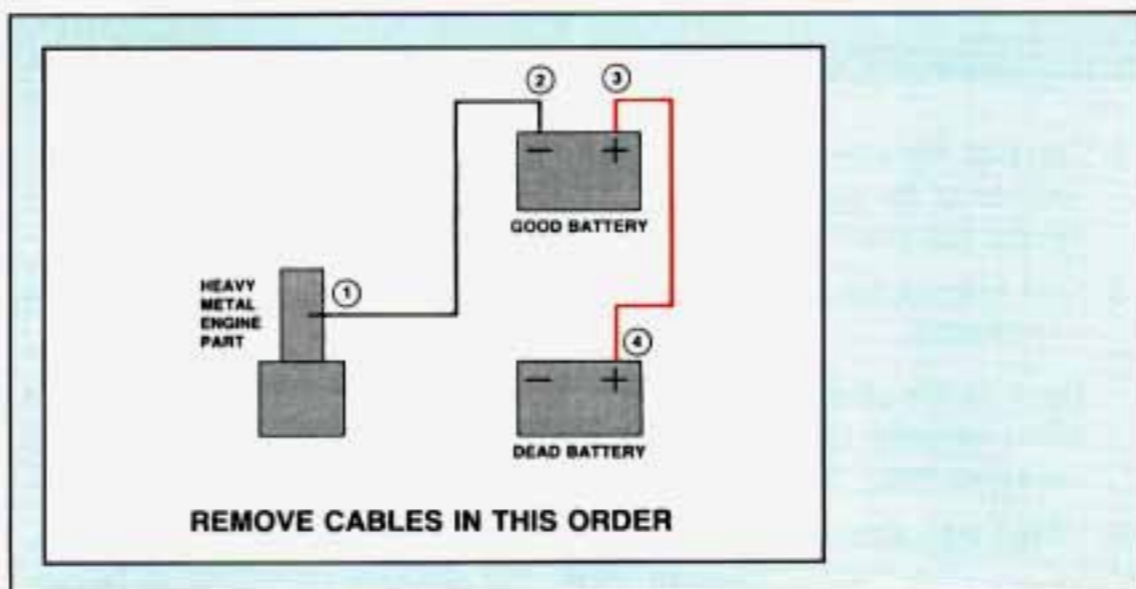 2
3
−
+
GOOD BATTERY
HEAVY
METAL
ENGINE
PART
1
4
−
+
DEAD BATTERY
REMOVE CABLES IN THIS ORDER